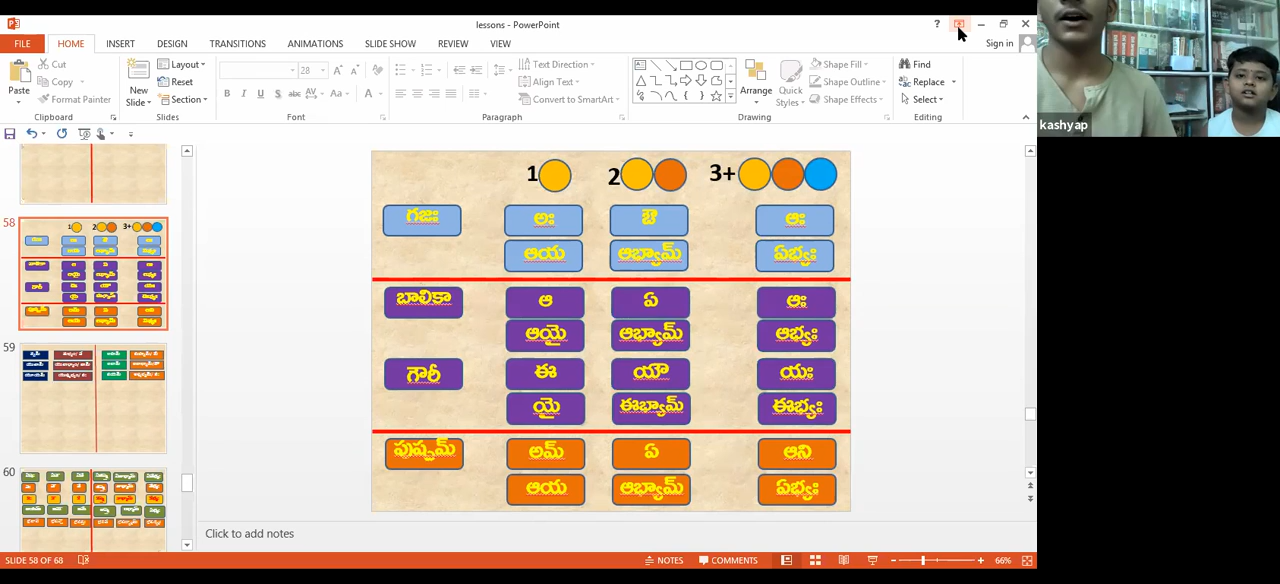 lessons - PowerPoint
?
Sign in
FILE HOME INSERT DESIGN TRANSITIONS ANIMATIONS SLIDE SHOW REVIEW VIEW
Paste
Cut
Copy
Format Painter
Clipboard
New Slide
Layout
Reset
Section
Slides
28
B I U S abc AV Aa A
Font
Text Direction
Align Text
Convert to SmartArt
Paragraph
Arrange
Quick Styles
Shape Fill
Shape Outline
Shape Effects
Drawing
Find
Replace
Select
Editing
kashyap
58
59
60
1 2 3+
గజః అః ఔ ఆః
ఆయ ఆభ్యామ్ ఏభ్యః
బాలికా ఆ ఏ ఆః
ఆయై ఆభ్యామ్ ఆభ్యః
గౌరీ ఈ యౌ యః
యై ఈభ్యామ్ ఈభ్యః
పుష్పమ్ అమ్ ఏ ఆని
ఆయ ఆభ్యామ్ ఏభ్యః
Click to add notes
SLIDE 58 OF 68
NOTES COMMENTS 66%